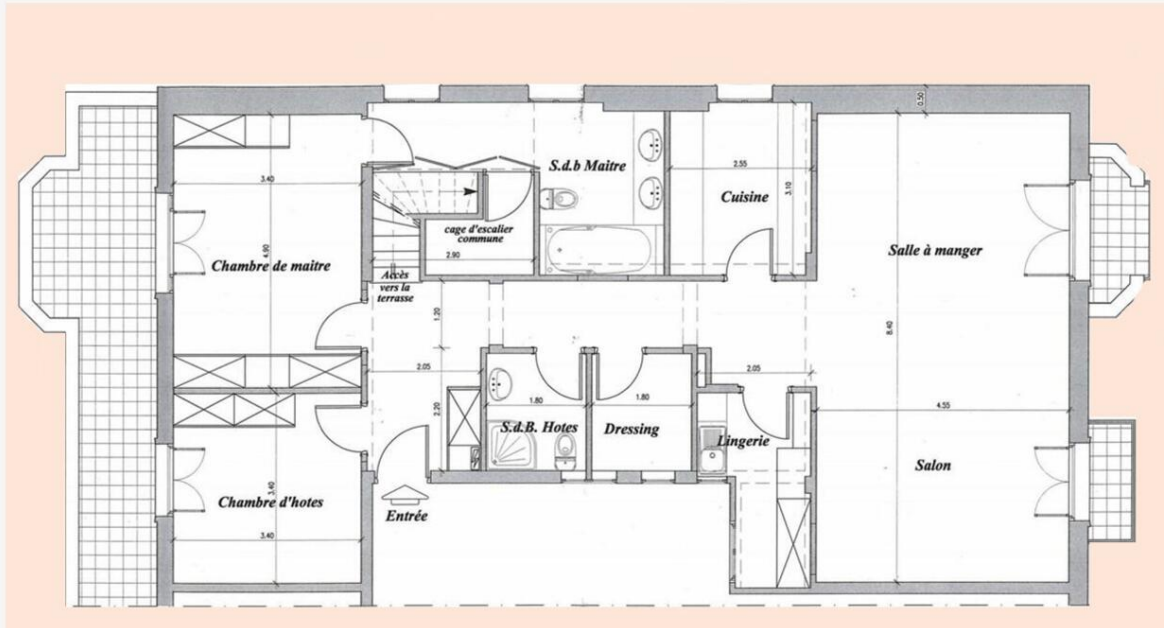 0.50
S.d.b Maitre
2.55
Cuisine
3.10
3.40
4.90
Chambre de maitre
cage d'escalier
commune
2.90
Accès
vers la
terrasse
Salle à manger
8.40
1.20
2.05
2.20
1.80
S.d.B. Hotes
1.80
Dressing
2.05
Lingerie
4.55
Salon
Chambre d'hotes
3.40
3.40
Entrée